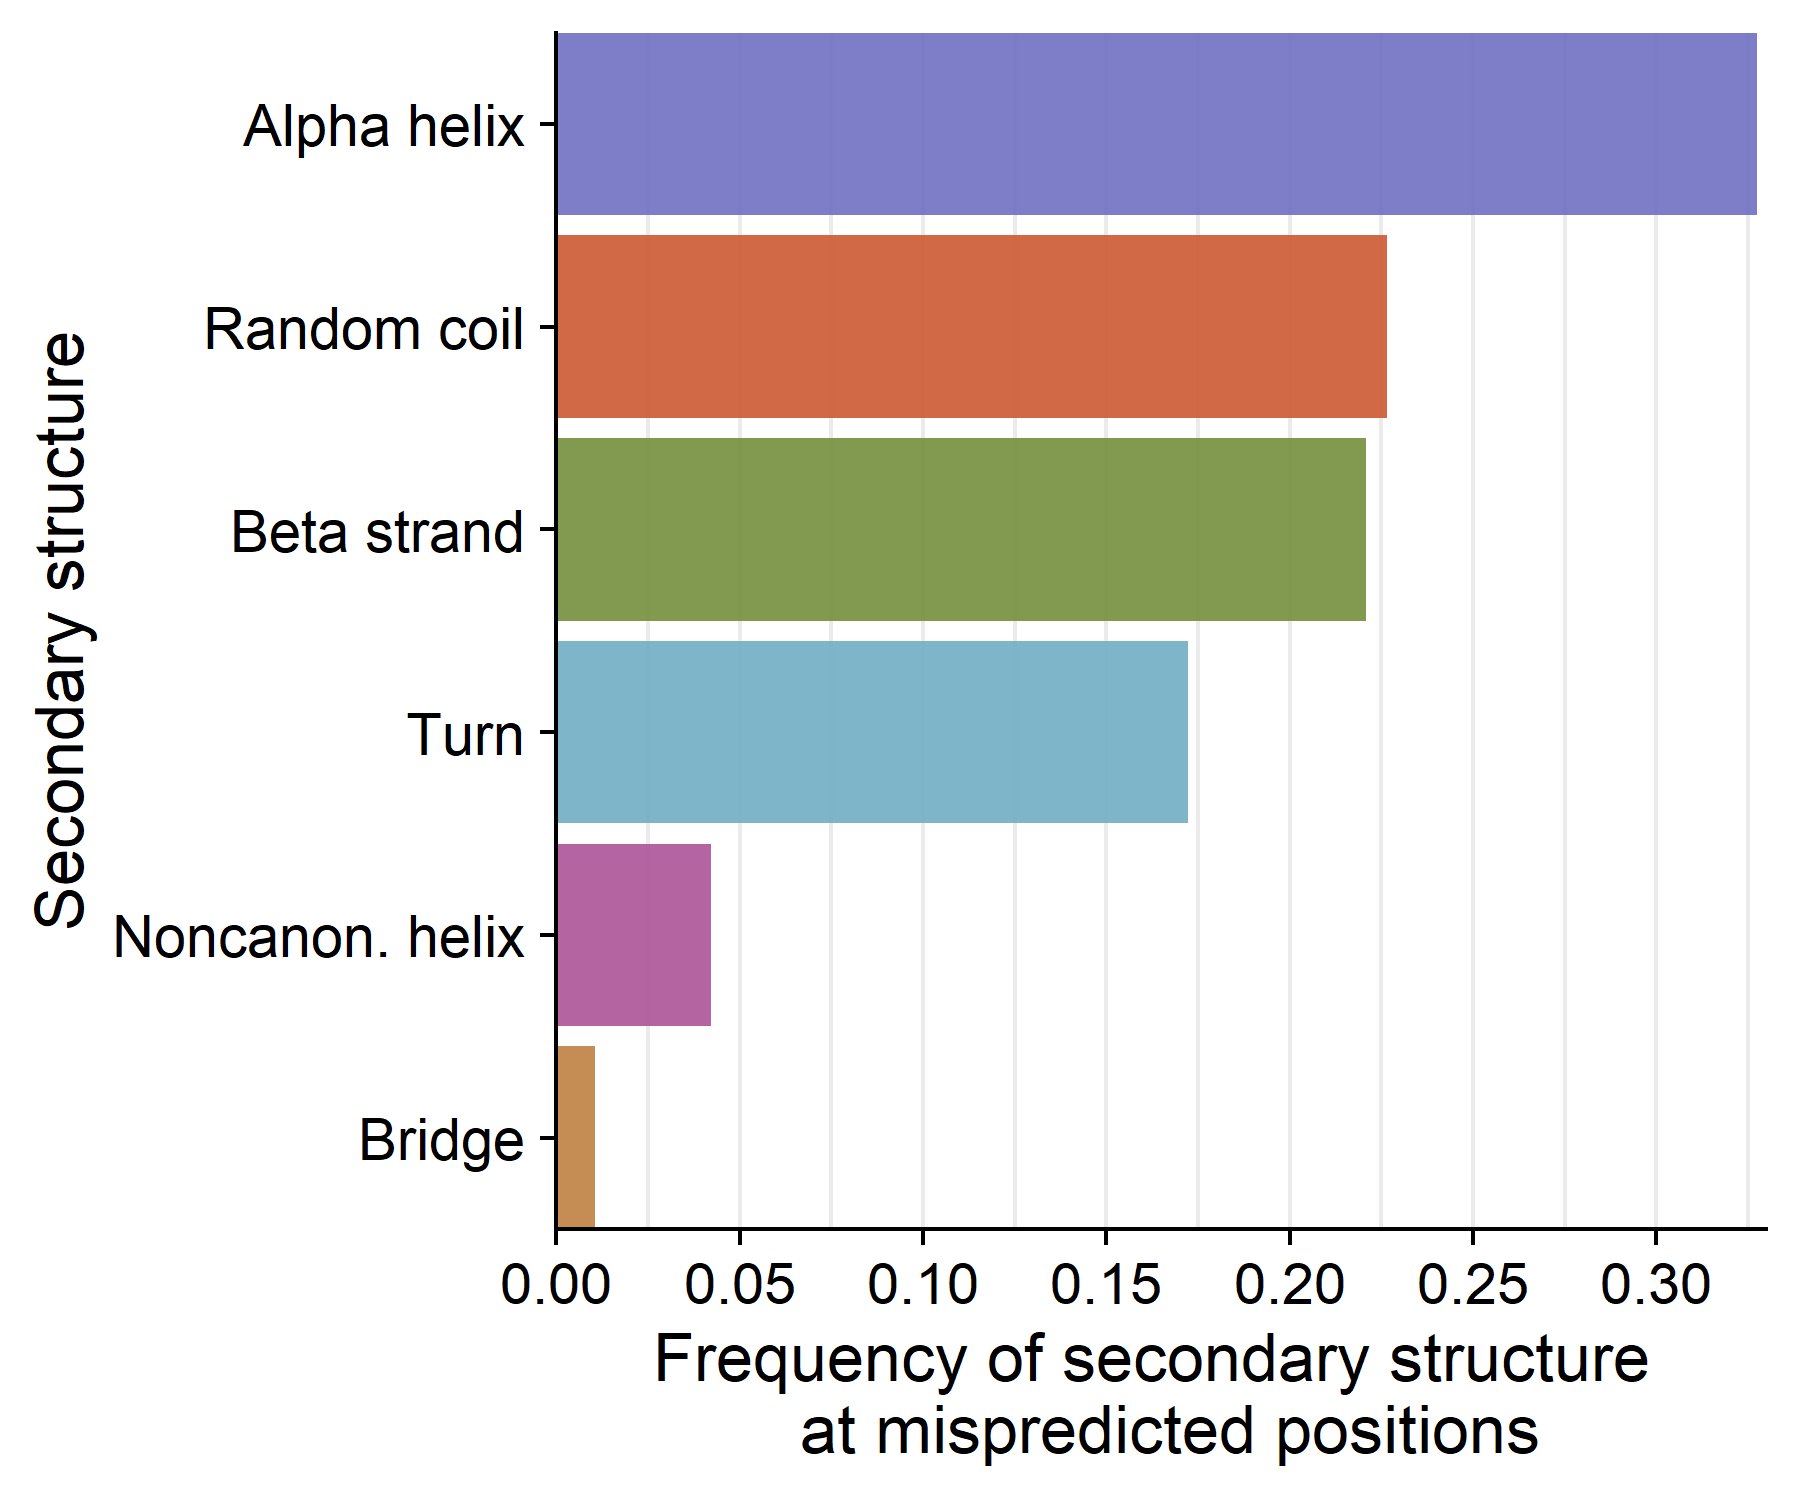 Secondary structure
Alpha helix
Random coil
Beta strand
Turn
Noncanon. helix
Bridge
0.00 0.05 0.10 0.15 0.20 0.25 0.30
Frequency of secondary structure
at mispredicted positions